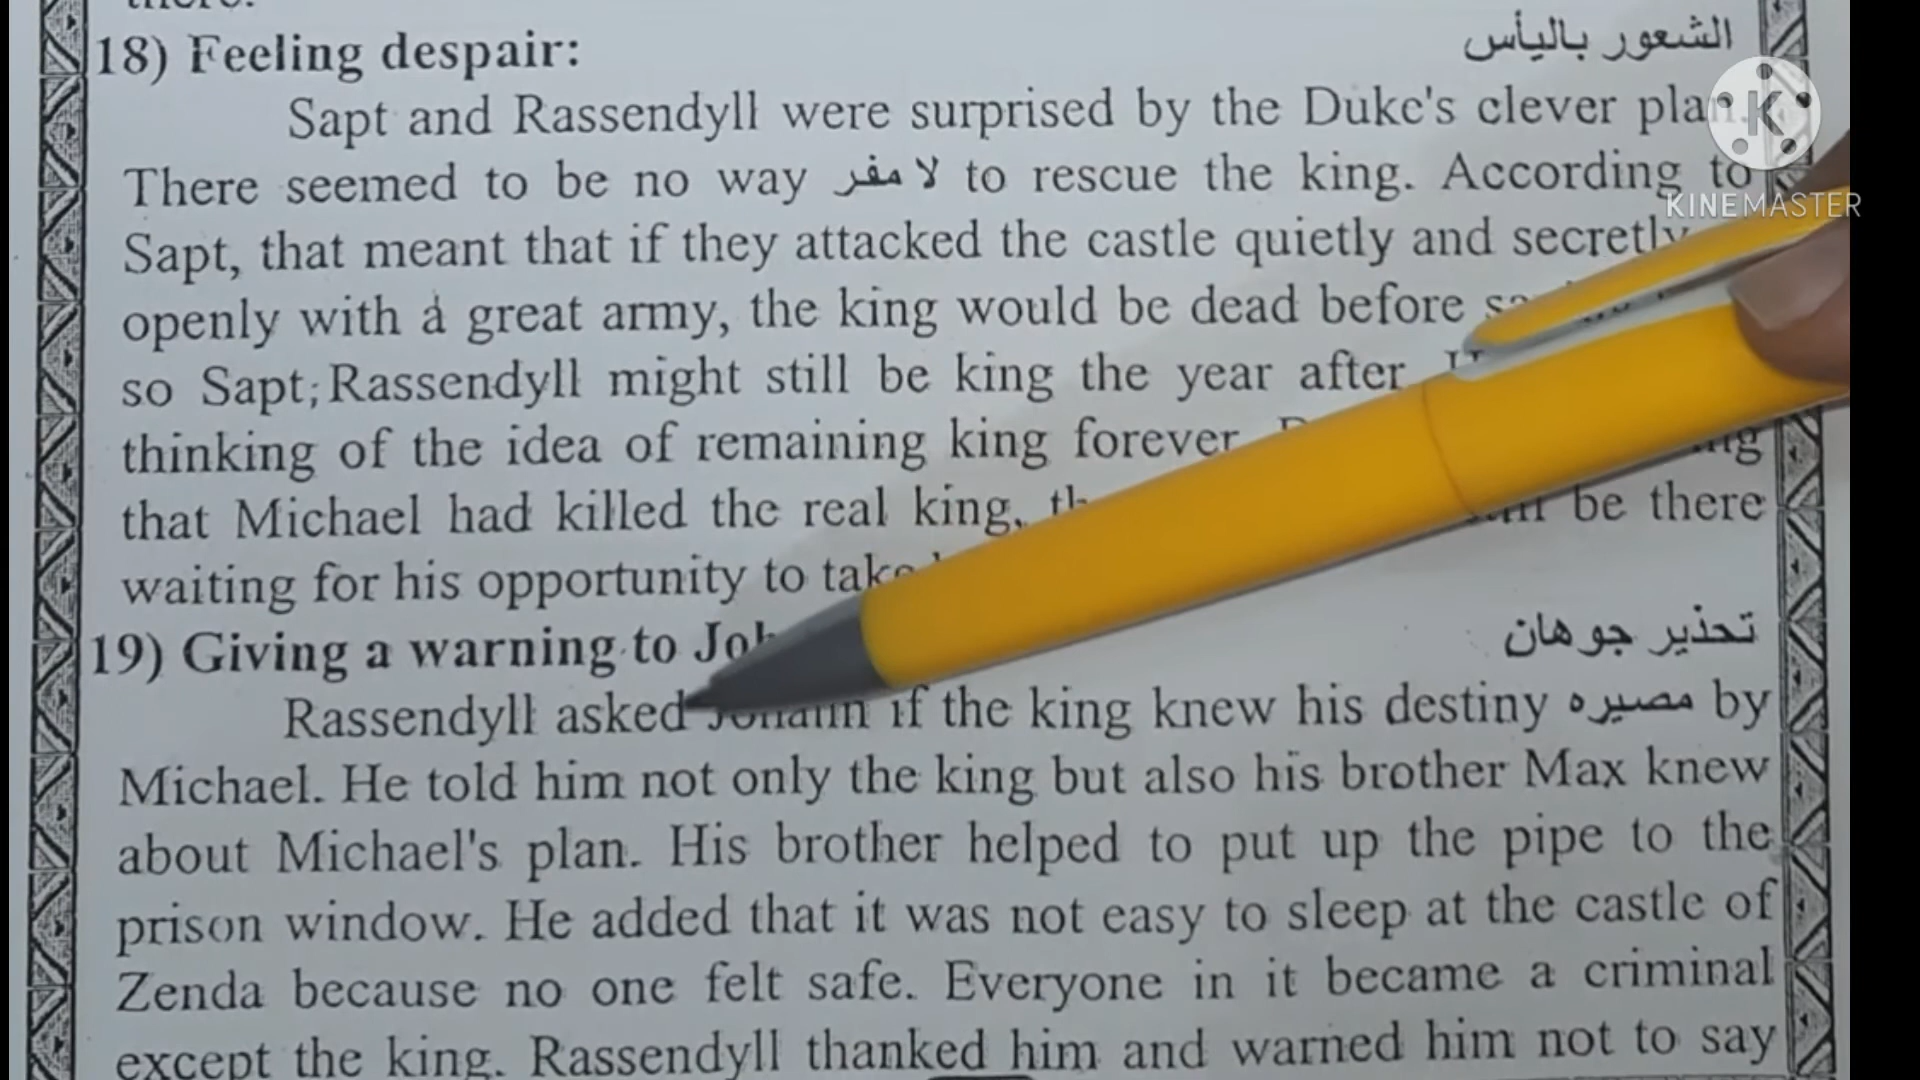 18) Feeling despair: الشعور باليأس
Sapt and Rassendyll were surprised by the Duke's clever plan.
There seemed to be no way لا مفر to rescue the king. According to
Sapt, that meant that if they attacked the castle quietly and secretly
openly with a great army, the king would be dead before
so Sapt; Rassendyll might still be king the year after.
thinking of the idea of remaining king forever.
that Michael had killed the real king, be there
waiting for his opportunity to take
19) Giving a warning to تحذير جوهان
Rassendyll asked Johann if the king knew his destiny مصيره by
Michael. He told him not only the king but also his brother Max knew
about Michael's plan. His brother helped to put up the pipe to the
prison window. He added that it was not easy to sleep at the castle of
Zenda because no one felt safe. Everyone in it became a criminal
except the king. Rassendyll thanked him and warned him not to say
K
KINEMASTER